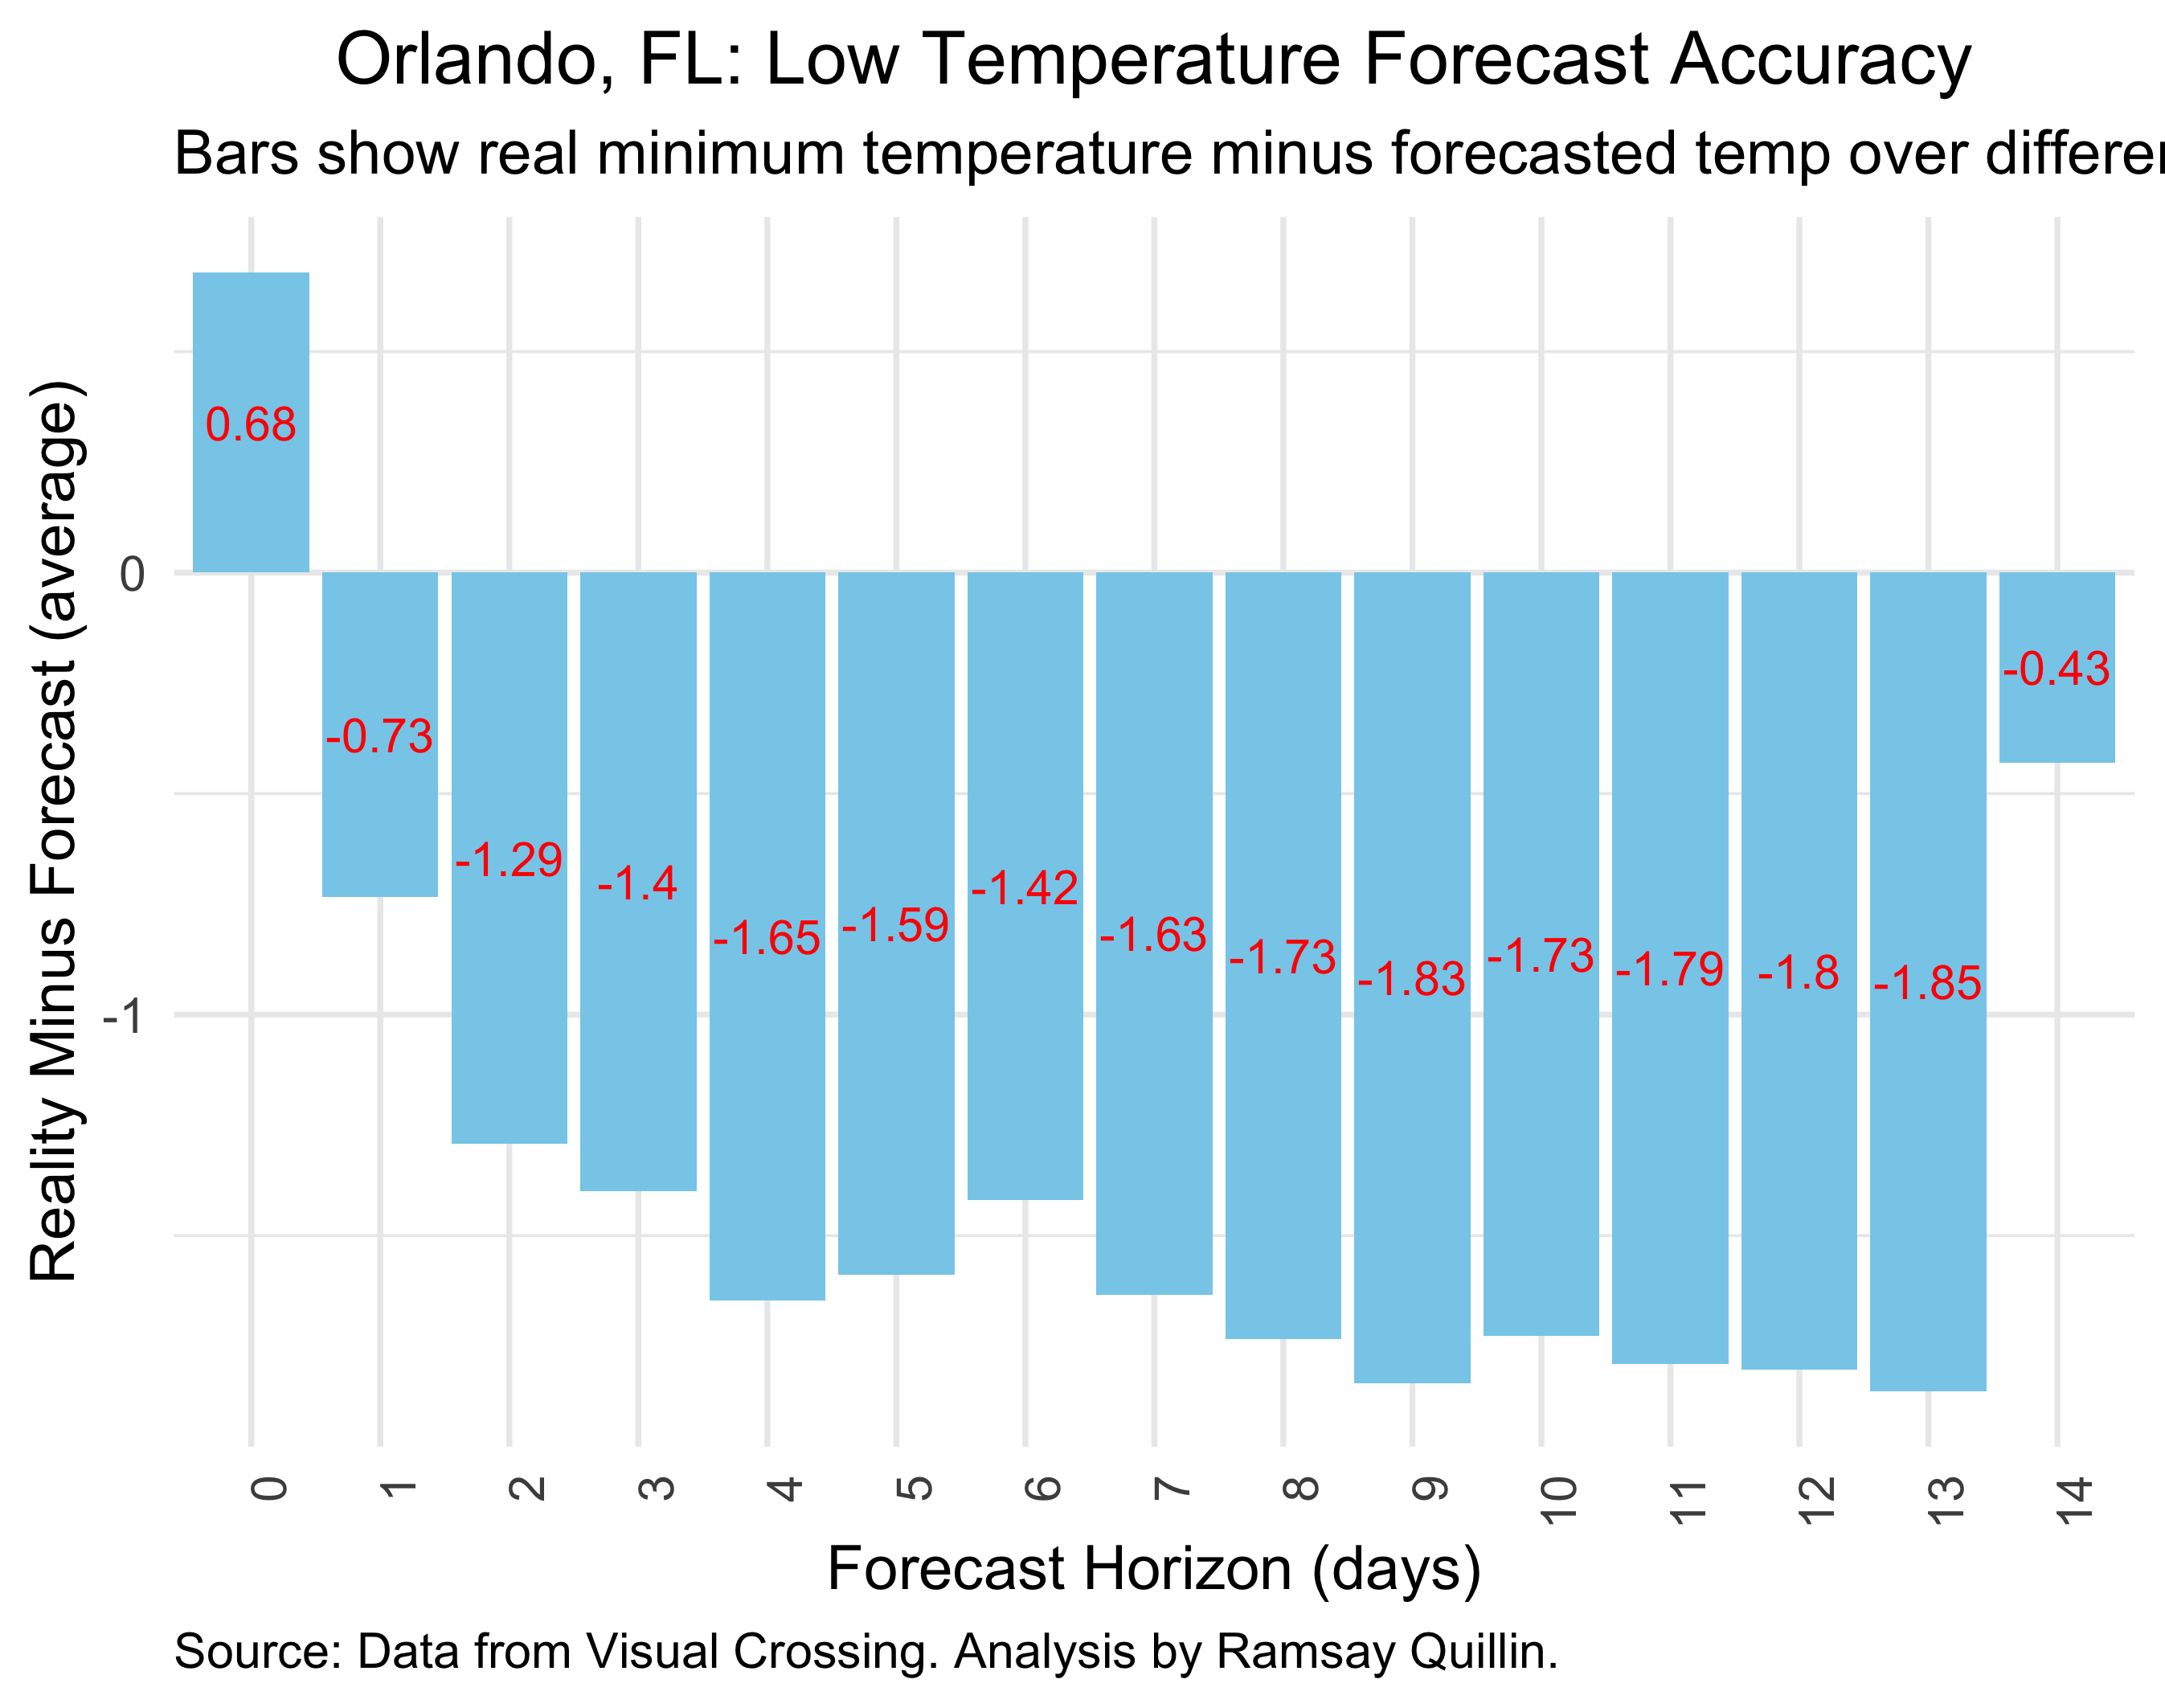 Orlando, FL: Low Temperature Forecast Accuracy
Bars show real minimum temperature minus forecasted temp over differen
Reality Minus Forecast (average)
0
-1
0.68
-0.73
-1.29
-1.4
-1.65
-1.59
-1.42
-1.63
-1.73
-1.83
-1.73
-1.79
-1.8
-1.85
-0.43
0 1 2 3 4 5 6 7 8 9 10 11 12 13 14
Forecast Horizon (days)
Source: Data from Visual Crossing. Analysis by Ramsay Quillin.